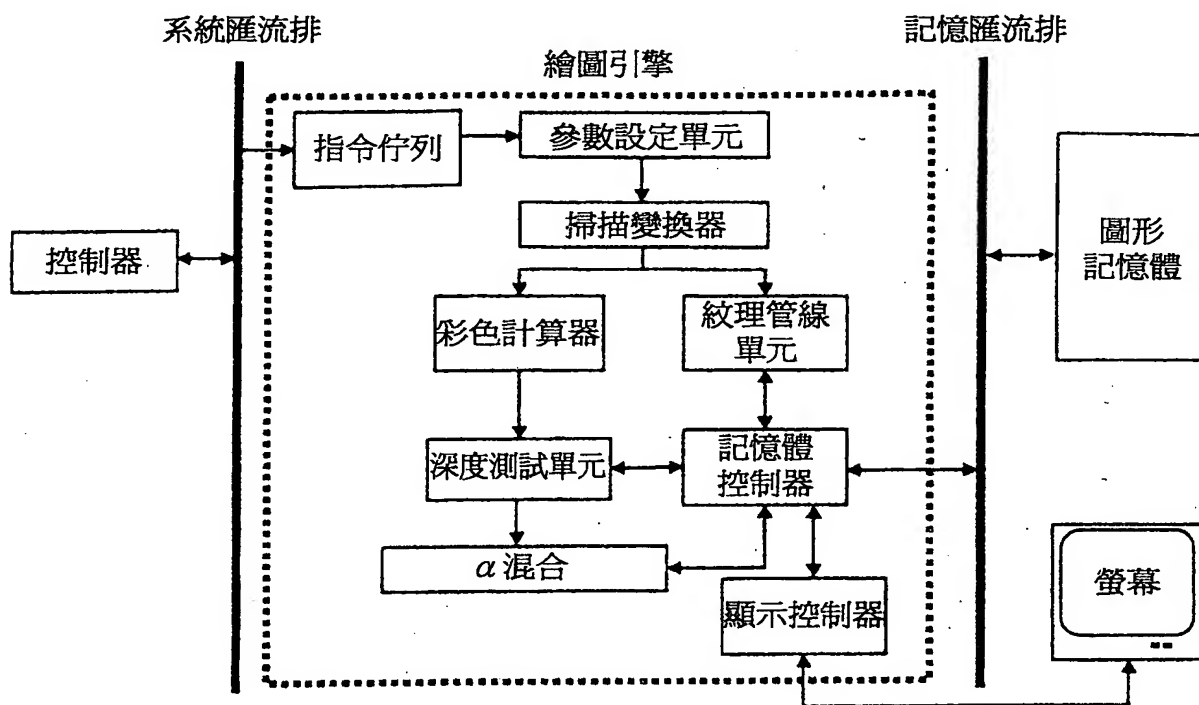 系統匯流排
記憶匯流排
繪圖引擎
指令佇列
參數設定單元
掃描變換器
控制器
圖形
記憶體
彩色計算器
紋理管線
單元
深度測試單元
記憶體
控制器
α混合
顯示控制器
螢幕